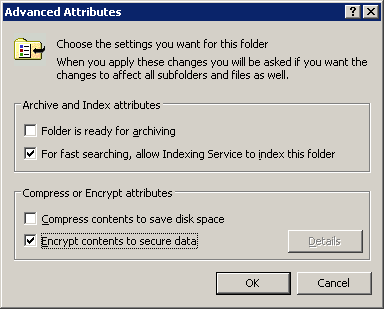 Advanced Attributes
Choose the settings you want for this folder
When you apply these changes you will be asked if you want the
changes to affect all subfolders and files as well.
Archive and Index attributes
Folder is ready for archiving
For fast searching, allow Indexing Service to index this folder
Compress or Encrypt attributes
Compress contents to save disk space
Encrypt contents to secure data
Details
OK
Cancel